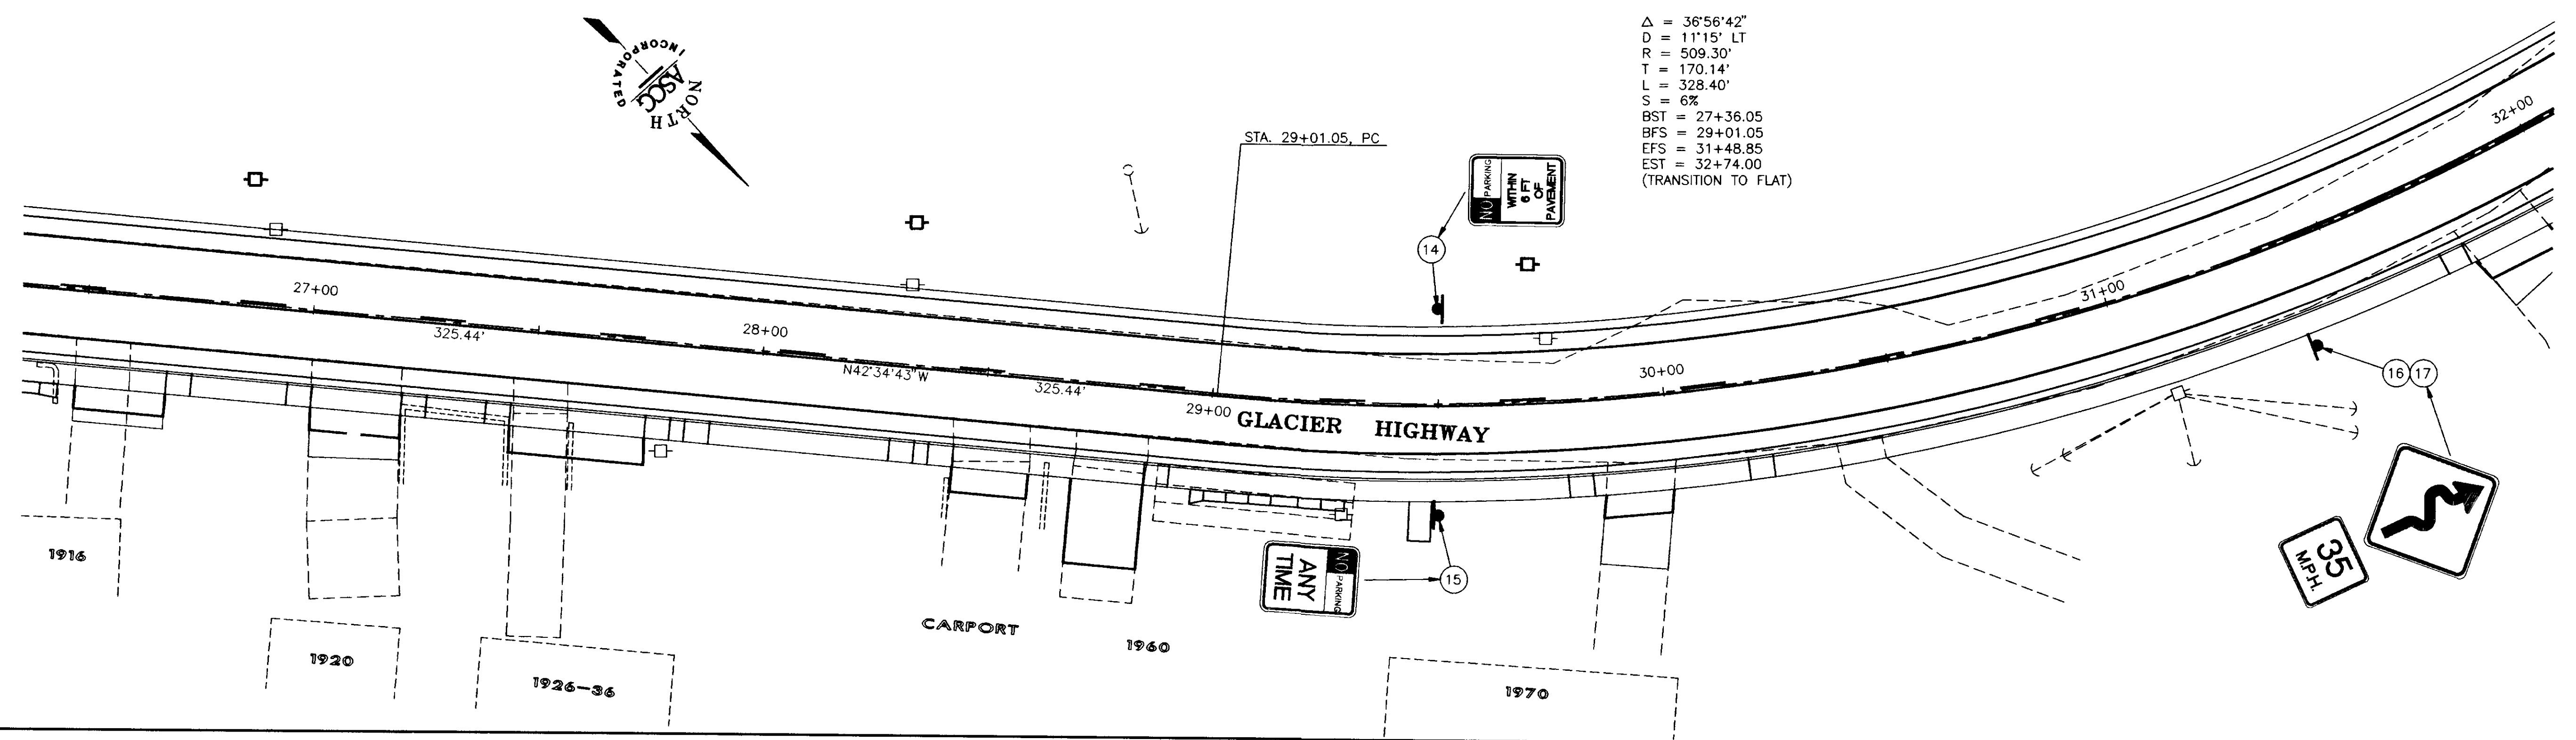 Δ = 36°56'42"
D = 11°15' LT
R = 509.30'
T = 170.14'
L = 328.40'
S = 6%
BST = 27+36.05
BFS = 29+01.05
EFS = 31+48.85
EST = 32+74.00
(TRANSITION TO FLAT)
INCORPORATED
ASCG
NORTH
STA. 29+01.05, PC
NO PARKING
WITHIN
6 FT
OF
PAVEMENT
14
32+00
31+00
27+00
325.44'
28+00
N42°34'43"W
325.44'
29+00
30+00
GLACIER HIGHWAY
16 17
35
M.P.H.
NO PARKING
ANY
TIME
15
1916
1920
1926-36
CARPORT
1960
1970